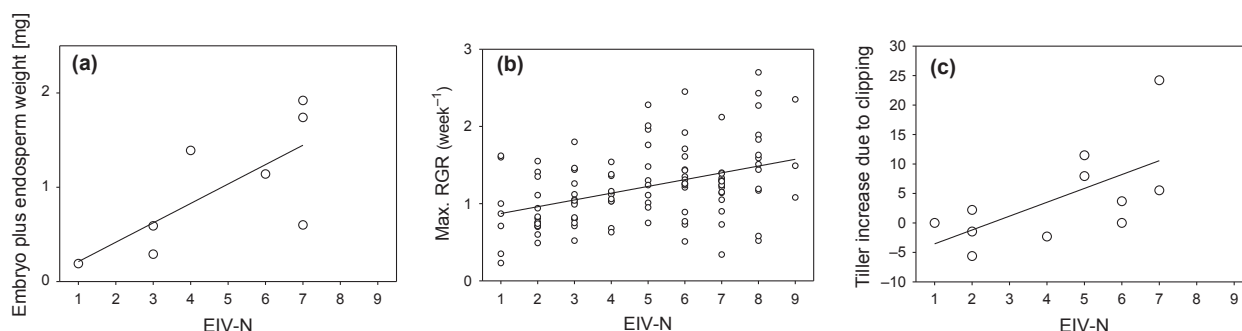 (a)
Embryo plus endosperm weight [mg]
2
1
0
1 2 3 4 5 6 7 8 9
EIV-N
(b)
Max. RGR (week⁻¹)
3
2
1
0
1 2 3 4 5 6 7 8 9
EIV-N
(c)
Tiller increase due to clipping
30
25
20
15
10
5
0
–5
–10
1 2 3 4 5 6 7 8 9
EIV-N